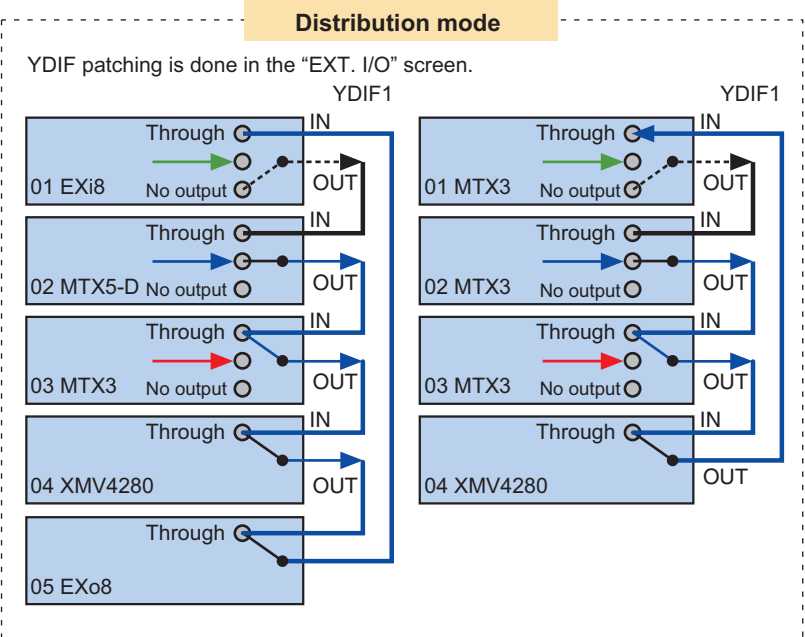 Distribution mode
YDIF patching is done in the “EXT. I/O” screen.
YDIF1
IN
Through
01 EXi8
No output
OUT
IN
Through
02 MTX5-D
No output
OUT
IN
Through
03 MTX3
No output
OUT
IN
Through
04 XMV4280
OUT
Through
05 EXo8
YDIF1
IN
Through
01 MTX3
No output
OUT
IN
Through
02 MTX3
No output
OUT
IN
Through
03 MTX3
No output
OUT
IN
Through
04 XMV4280
OUT